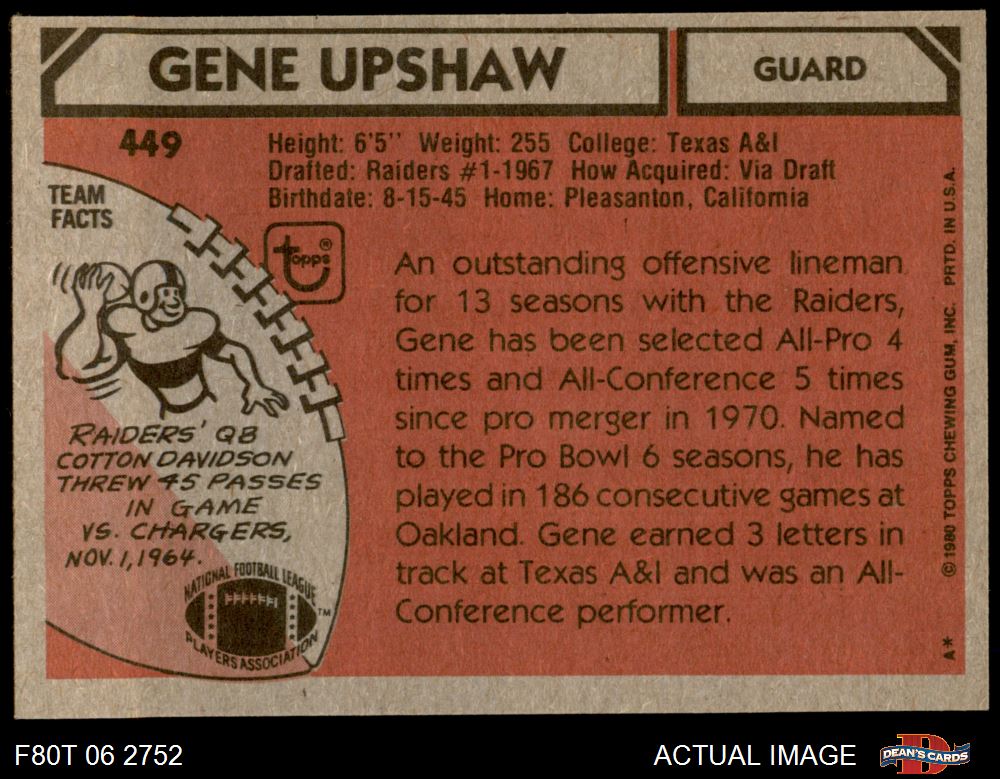 GENE UPSHAW
GUARD
449
Height: 6'5" Weight: 255 College: Texas A&I
Drafted: Raiders #1-1967 How Acquired: Via Draft
Birthdate: 8-15-45 Home: Pleasanton, California
TEAM
FACTS
topps®
An outstanding offensive lineman
for 13 seasons with the Raiders,
Gene has been selected All-Pro 4
times and All-Conference 5 times
since pro merger in 1970. Named
to the Pro Bowl 6 seasons, he has
played in 186 consecutive games at
Oakland. Gene earned 3 letters in
track at Texas A&I and was an All-
Conference performer.
RAIDERS' QB
COTTON DAVIDSON
THREW 45 PASSES
IN GAME
VS. CHARGERS,
NOV. 1, 1964.
NATIONAL FOOTBALL LEAGUE
PLAYERS ASSOCIATION
TM
©1980 TOPPS CHEWING GUM, INC. PRTD. IN U.S.A.
A*
F80T 06 2752
ACTUAL IMAGE
DEAN'S CARDS